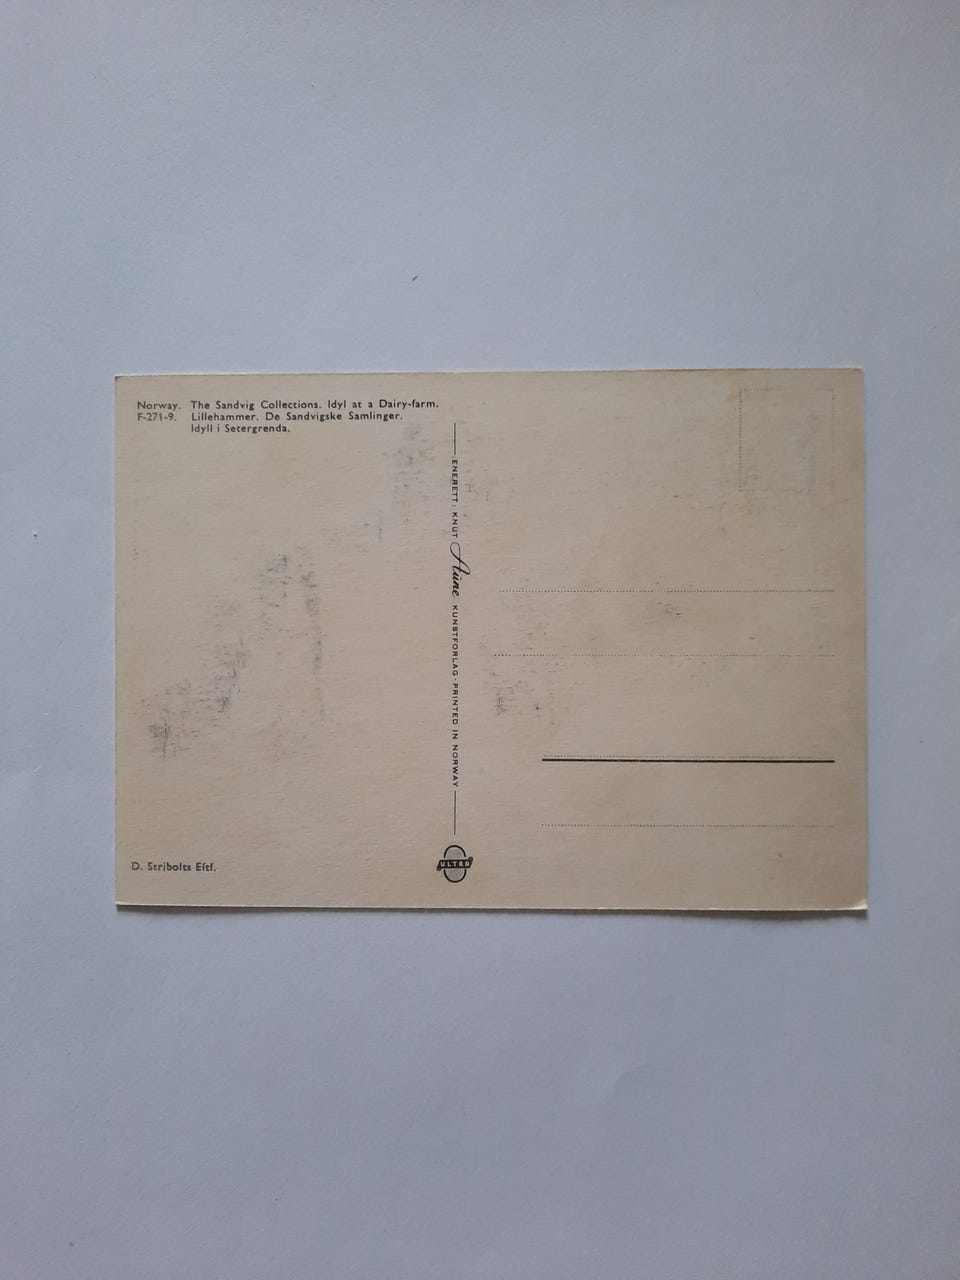 Norway. The Sandvig Collections. Idyl at a Dairy-farm.
F-271-9. Lillehammer. De Sandvigske Samlinger.
Idyll i Setergrenda.
ENERETT: KNUT Aune KUNSTFORLAG · PRINTED IN NORWAY
D. Stribolts Eftf.
ULTRA